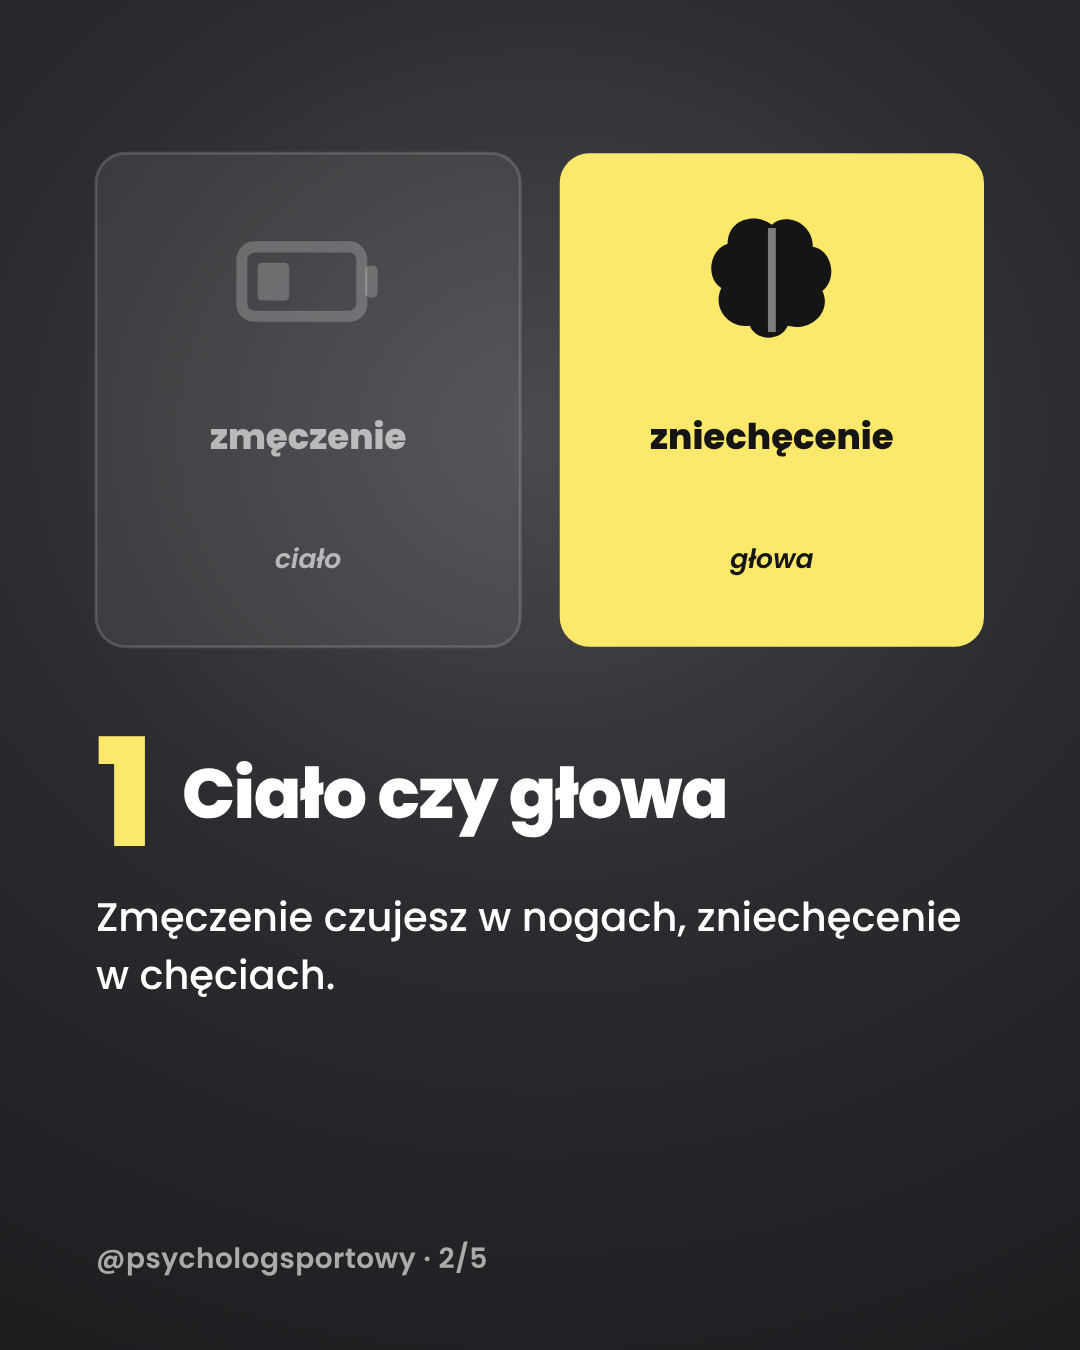 zmęczenie
ciało
zniechęcenie
głowa
1 Ciało czy głowa
Zmęczenie czujesz w nogach, zniechęcenie
w chęciach.
@psychologsportowy · 2/5